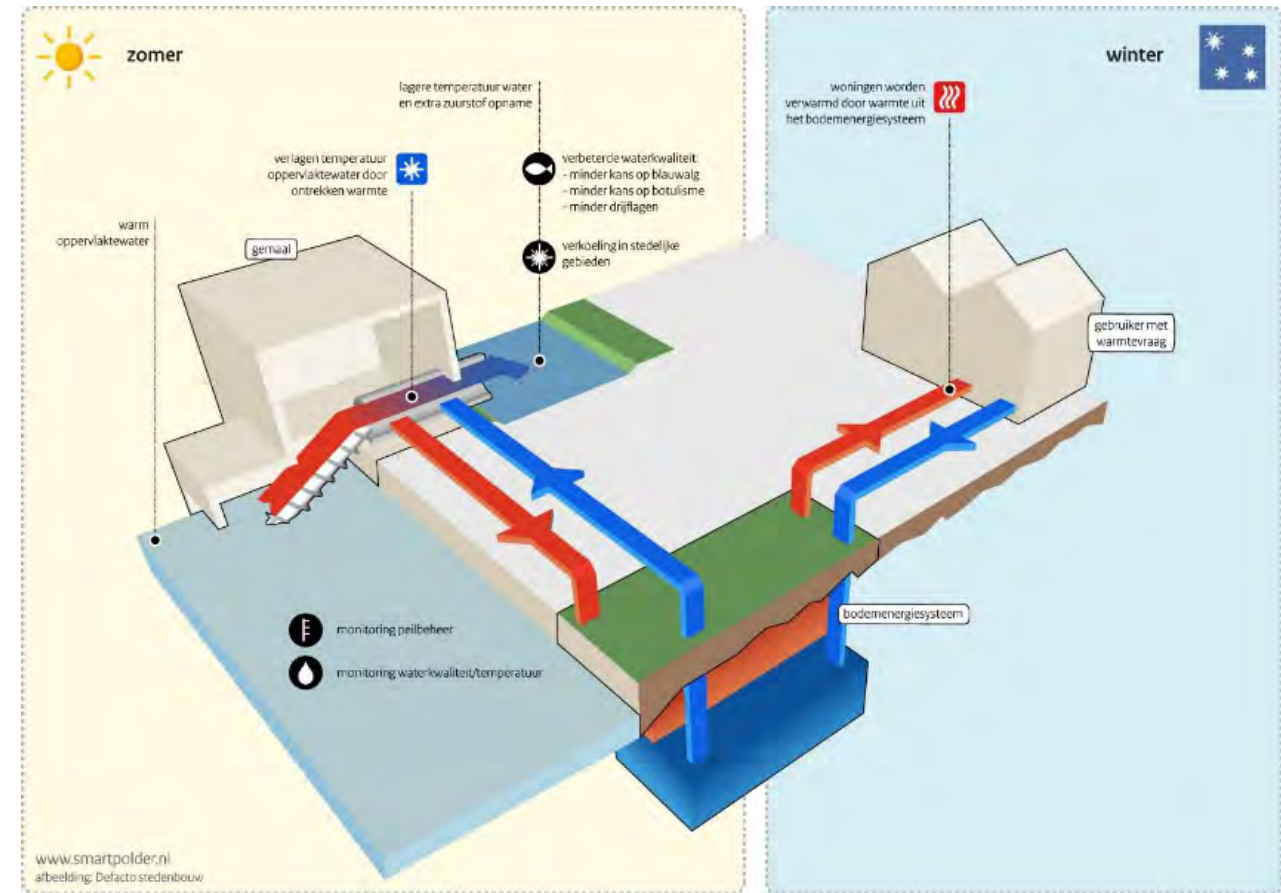 zomer
winter
lagere temperatuur water
en extra zuurstof opname
woningen worden
verwarmd door warmte uit
het bodemenergiesysteem
verlagen temperatuur
oppervlaktewater door
ontrekken warmte
verbeterde waterkwaliteit:
- minder kans op blauwalg
- minder kans op botulisme
- minder drijflagen
warm
oppervlaktewater
gemaal
verkoeling in stedelijke
gebieden
gebruiker met
warmtevraag
bodemenergiesysteem
monitoring peilbeheer
monitoring waterkwaliteit/temperatuur
www.smartpolder.nl
afbeelding: Defacto stedenbouw